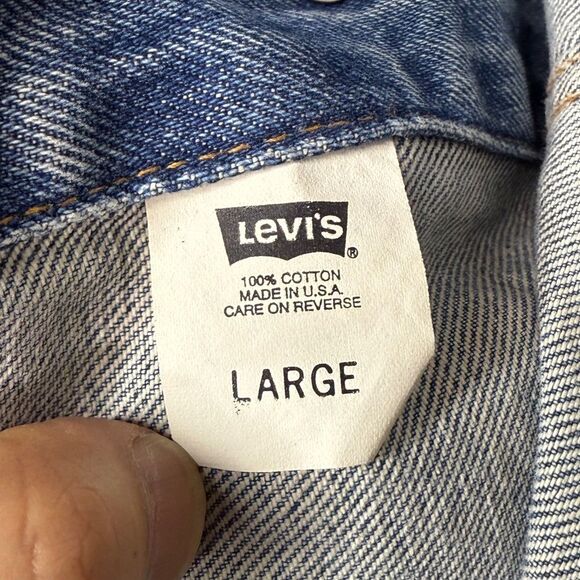 Levi's
®
100% COTTON
MADE IN U.S.A.
CARE ON REVERSE
LARGE